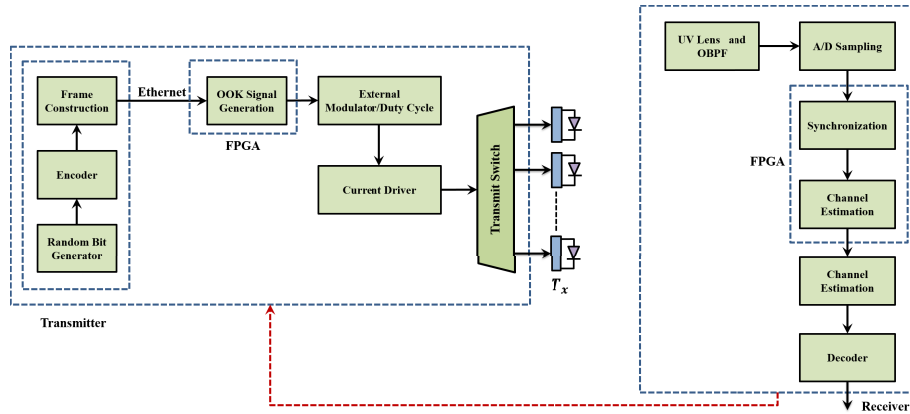 Frame
Construction
Encoder
Random Bit
Generator
Ethernet
OOK Signal
Generation
FPGA
External
Modulator/Duty Cycle
Current Driver
Transmit Switch
Tx
Transmitter
UV Lens and
OBPF
A/D Sampling
Synchronization
FPGA
Channel
Estimation
Channel
Estimation
Decoder
Receiver